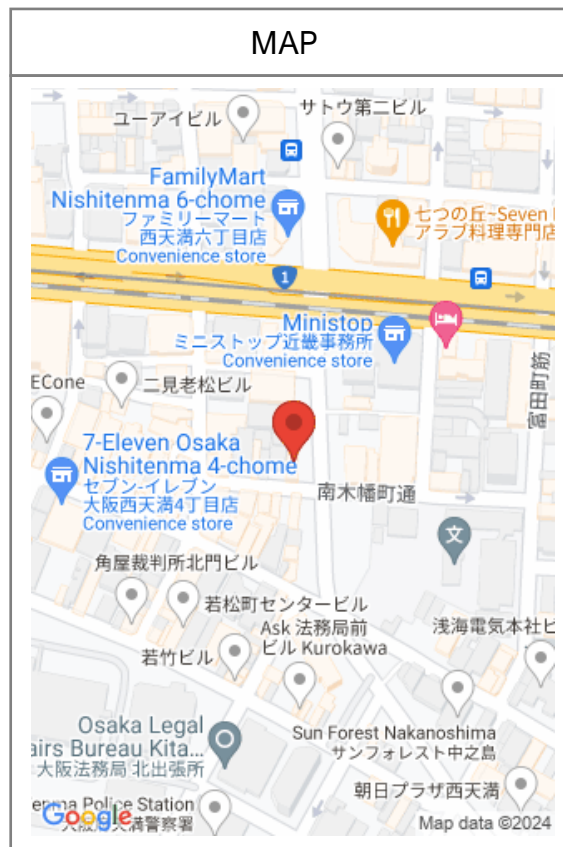 MAP
ユーアイビル
サトウ第二ビル
FamilyMart
Nishitenma 6-chome
ファミリーマート
西天満六丁目店
Convenience store
七つの丘~Seven
アラブ料理専門店
1
Ministop
ミニストップ近畿事務所
Convenience store
富田町筋
ECone
二見老松ビル
7-Eleven Osaka
Nishitenma 4-chome
セブン-イレブン
大阪西天満4丁目店
Convenience store
南木幡町通
文
角屋裁判所北門ビル
若松町センタービル
Ask 法務局前
ビル Kurokawa
浅海電気本社ビ
若竹ビル
Osaka Legal
airs Bureau Kita...
大阪法務局 北出張所
Sun Forest Nakanoshima
サンフォレスト中之島
朝日プラザ西天満
enma Police Station
Google
Map data ©2024